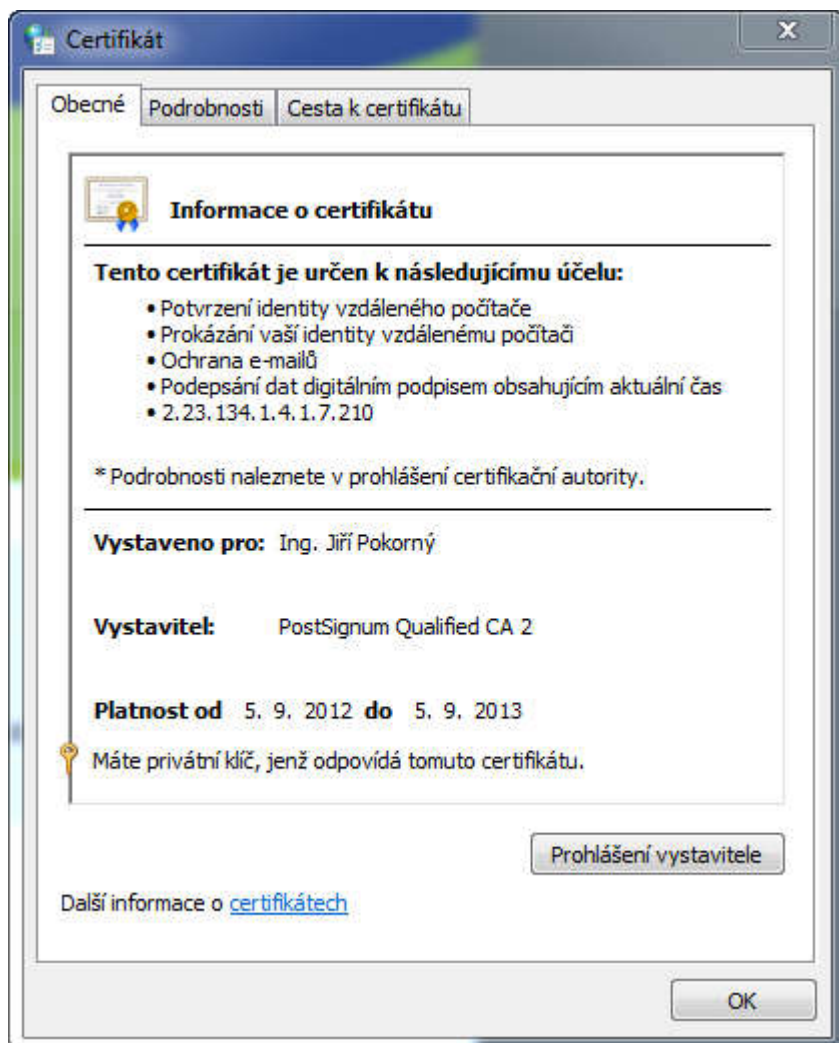 Certifikát
Obecné
Podrobnosti
Cesta k certifikátu
Informace o certifikátu
Tento certifikát je určen k následujícímu účelu:
• Potvrzení identity vzdáleného počítače
• Prokázání vaší identity vzdálenému počítači
• Ochrana e-mailů
• Podepsání dat digitálním podpisem obsahujícím aktuální čas
• 2.23.134.1.4.1.7.210
* Podrobnosti naleznete v prohlášení certifikační autority.
Vystaveno pro: Ing. Jiří Pokorný
Vystavitel: PostSignum Qualified CA 2
Platnost od 5. 9. 2012 do 5. 9. 2013
Máte privátní klíč, jenž odpovídá tomuto certifikátu.
Prohlášení vystavitele
Další informace o certifikátech
OK